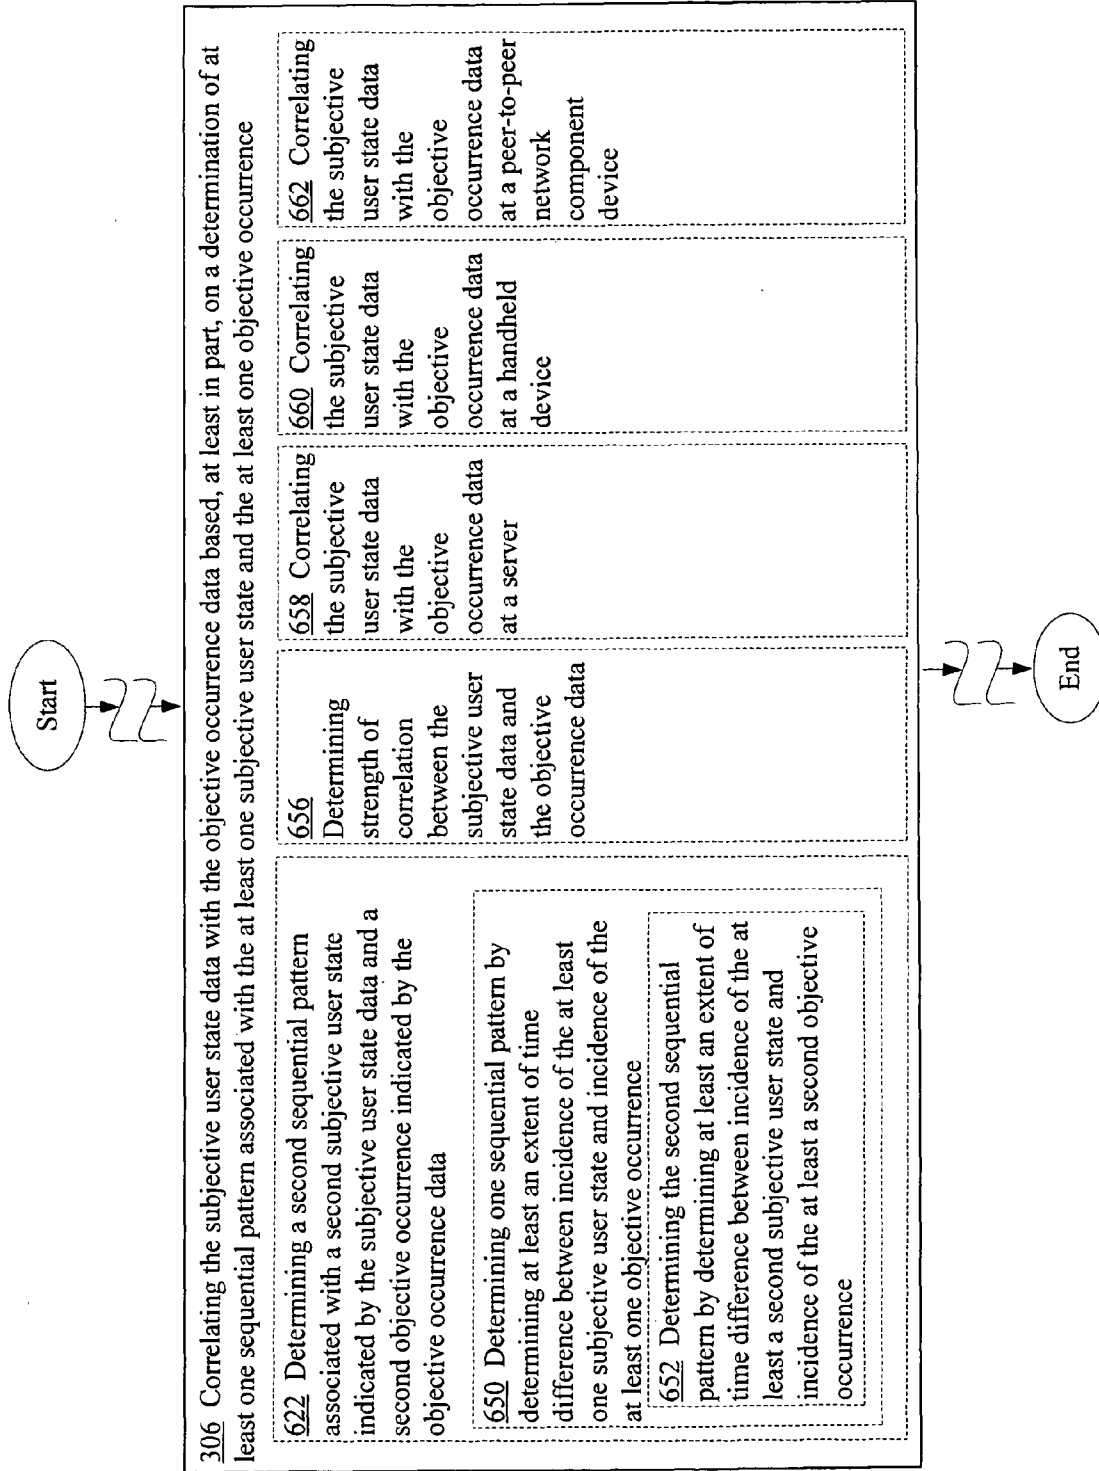 Start
306 Correlating the subjective user state data with the objective occurrence data based, at least in part, on a determination of at
least one sequential pattern associated with the at least one subjective user state and the at least one objective occurrence
622 Determining a second sequential pattern
associated with a second subjective user state
indicated by the subjective user state data and a
second objective occurrence indicated by the
objective occurrence data
650 Determining one sequential pattern by
determining at least an extent of time
difference between incidence of the at least
one subjective user state and incidence of the
at least one objective occurrence
652 Determining the second sequential
pattern by determining at least an extent of
time difference between incidence of the at
least a second subjective user state and
incidence of the at least a second objective
occurrence
656
Determining
strength of
correlation
between the
subjective user
state data and
the objective
occurrence data
658 Correlating
the subjective
user state data
with the
objective
occurrence data
at a server
660 Correlating
the subjective
user state data
with the
objective
occurrence data
at a handheld
device
662 Correlating
the subjective
user state data
with the
objective
occurrence data
at a peer-to-peer
network
component
device
End